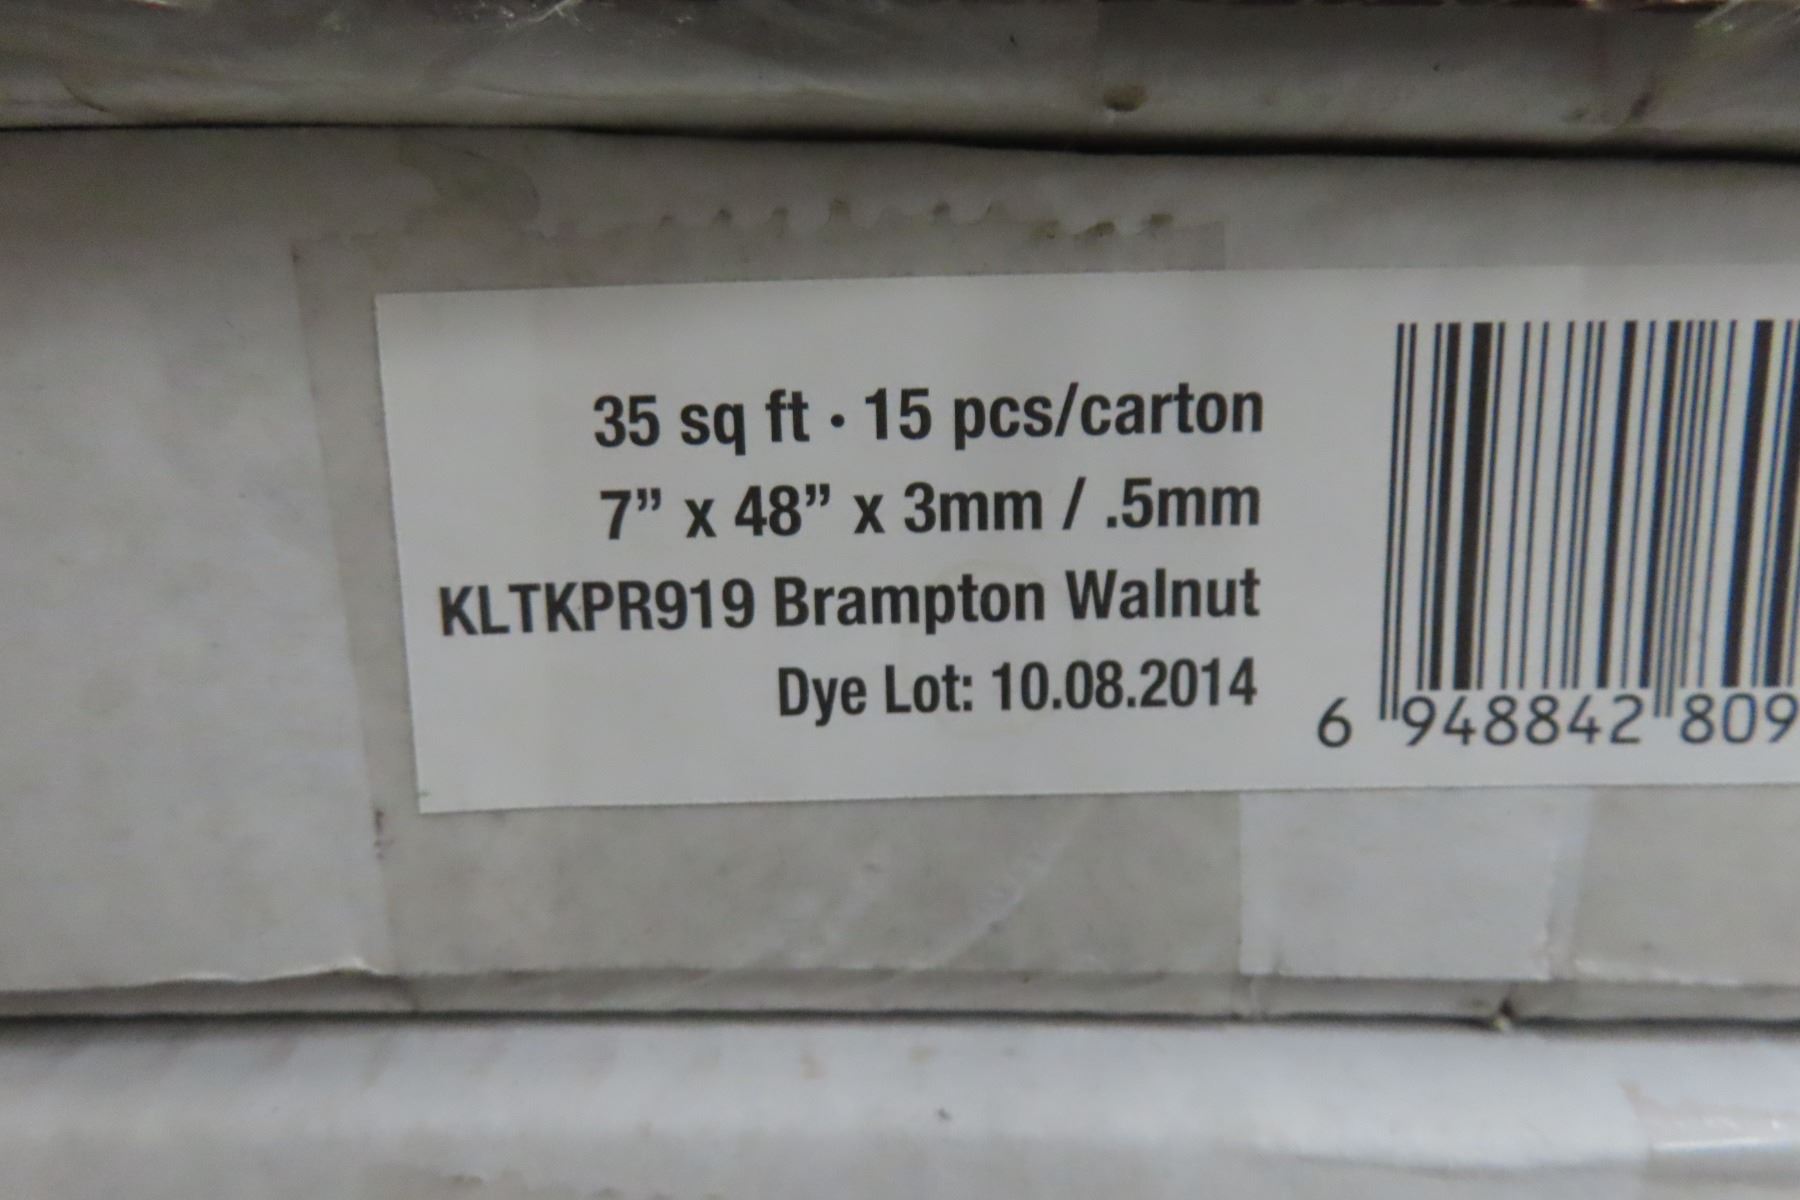 35 sq ft · 15 pcs/carton
7” x 48” x 3mm / .5mm
KLTKPR919 Brampton Walnut
Dye Lot: 10.08.2014
6 948842 809